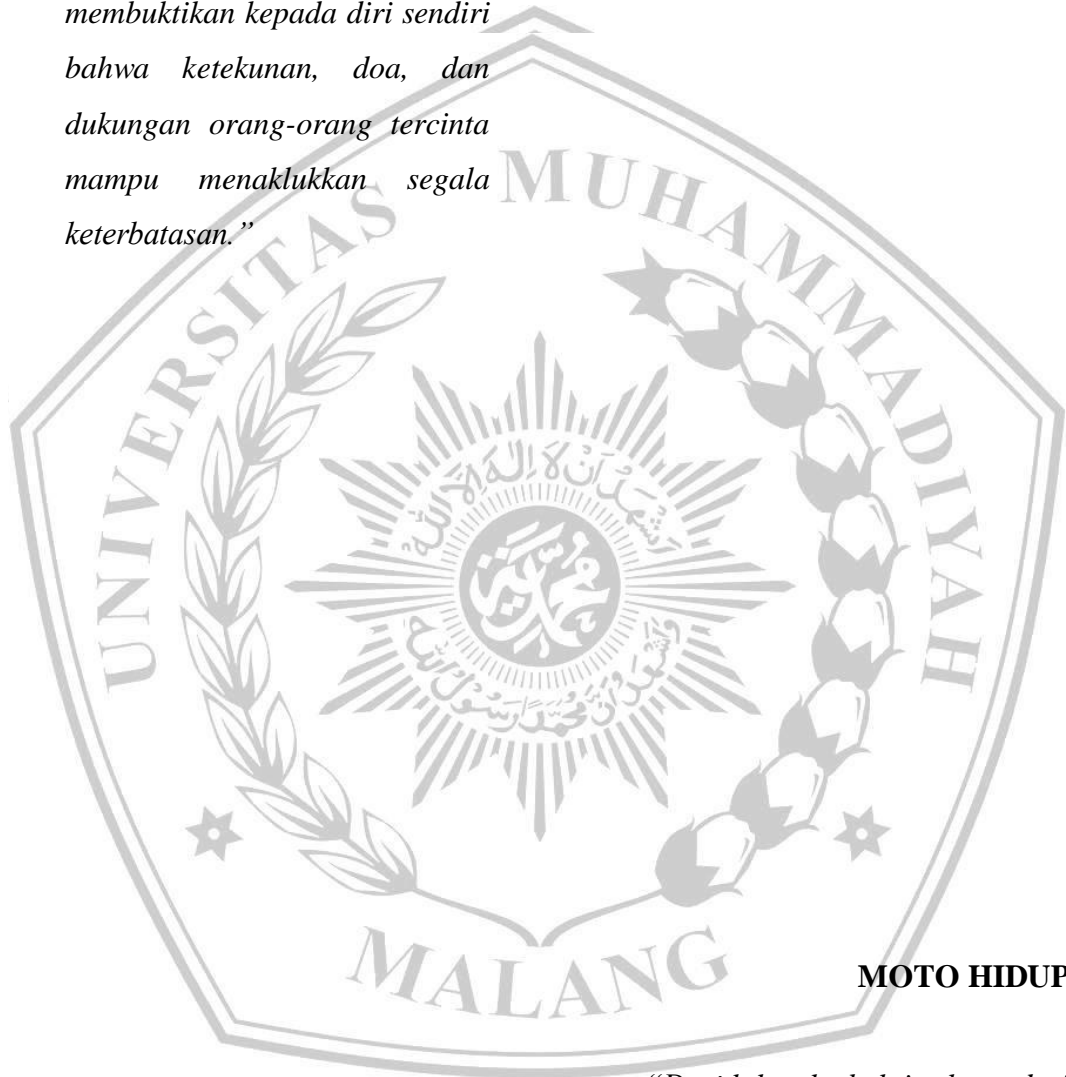 membuktikan kepada diri sendiri
bahwa ketekunan, doa, dan
dukungan orang-orang tercinta
mampu menaklukkan segala
keterbatasan.”
UNIVERSITAS MUHAMMADIYAH
MALANG
MOTO HIDUP